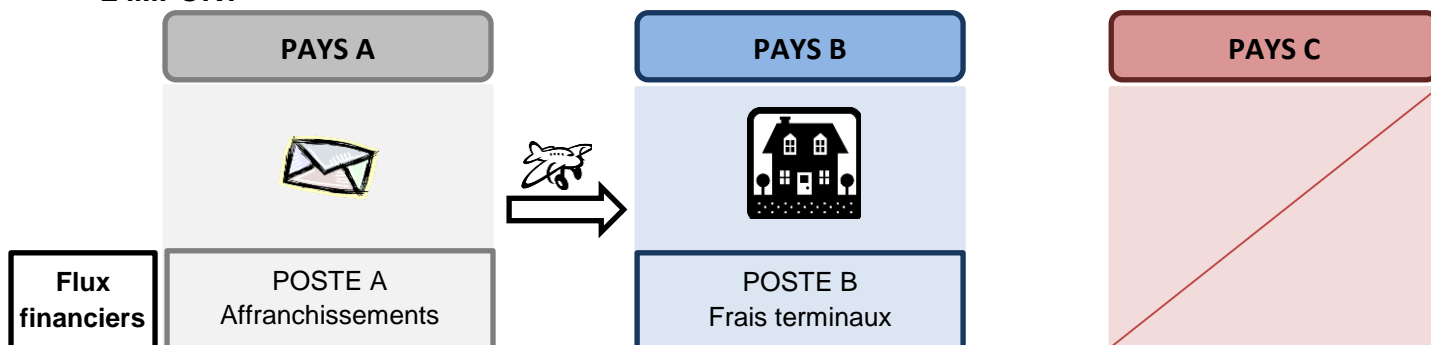 PAYS A
PAYS B
PAYS C
Flux
financiers
POSTE A
Affranchissements
POSTE B
Frais terminaux